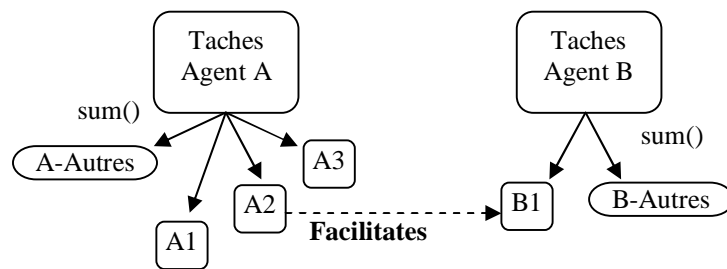 Taches
Agent A
Taches
Agent B
sum()
sum()
A-Autres
A3
A2
A1
B1
B-Autres
Facilitates